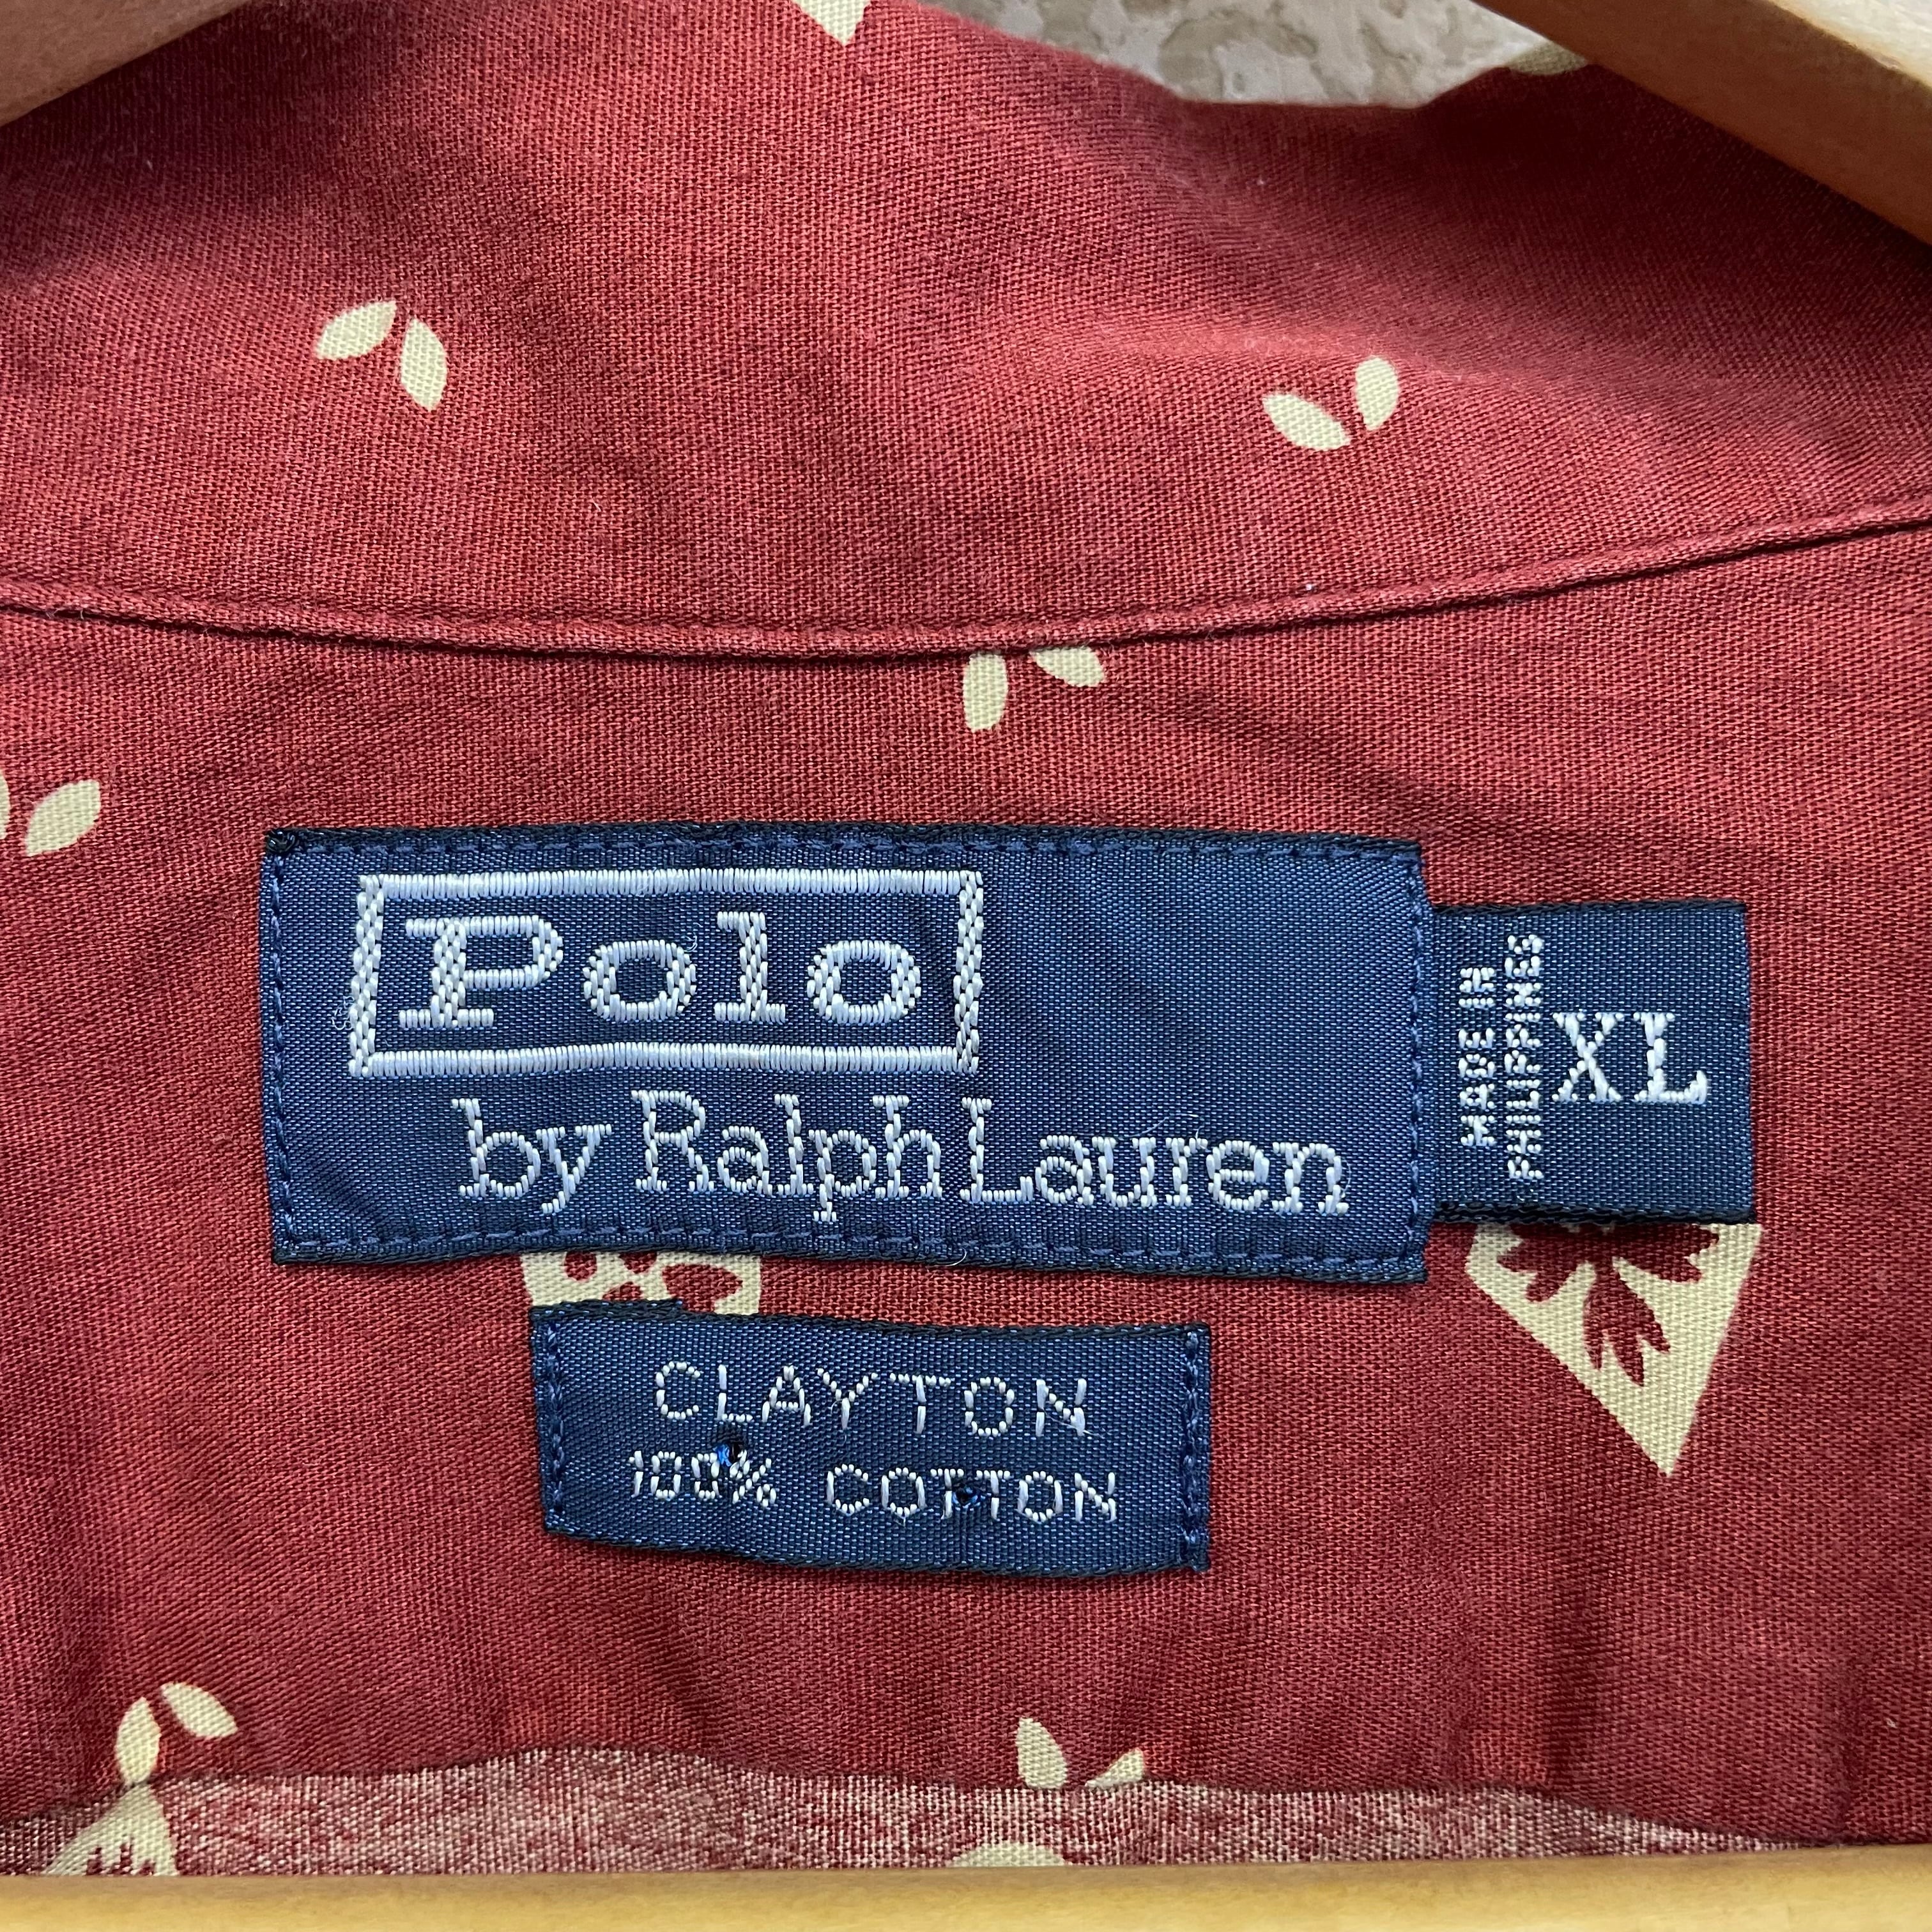 Polo
by Ralph Lauren
MADE IN
PHILIPPINES
XL
CLAYTON
100% COTTON